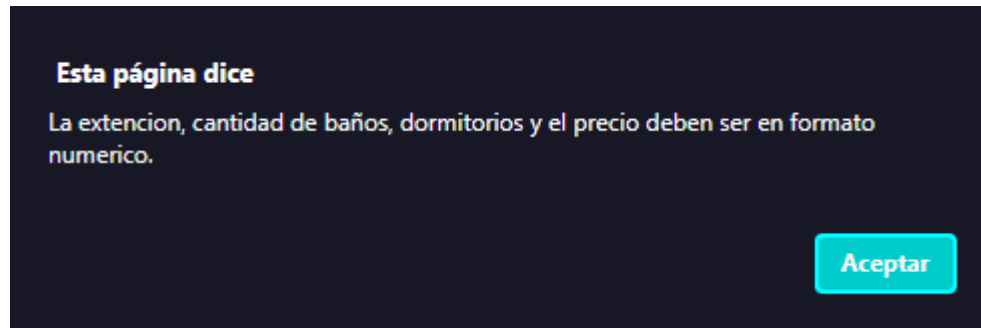 Esta página dice
La extencion, cantidad de baños, dormitorios y el precio deben ser en formato
numerico.
Aceptar